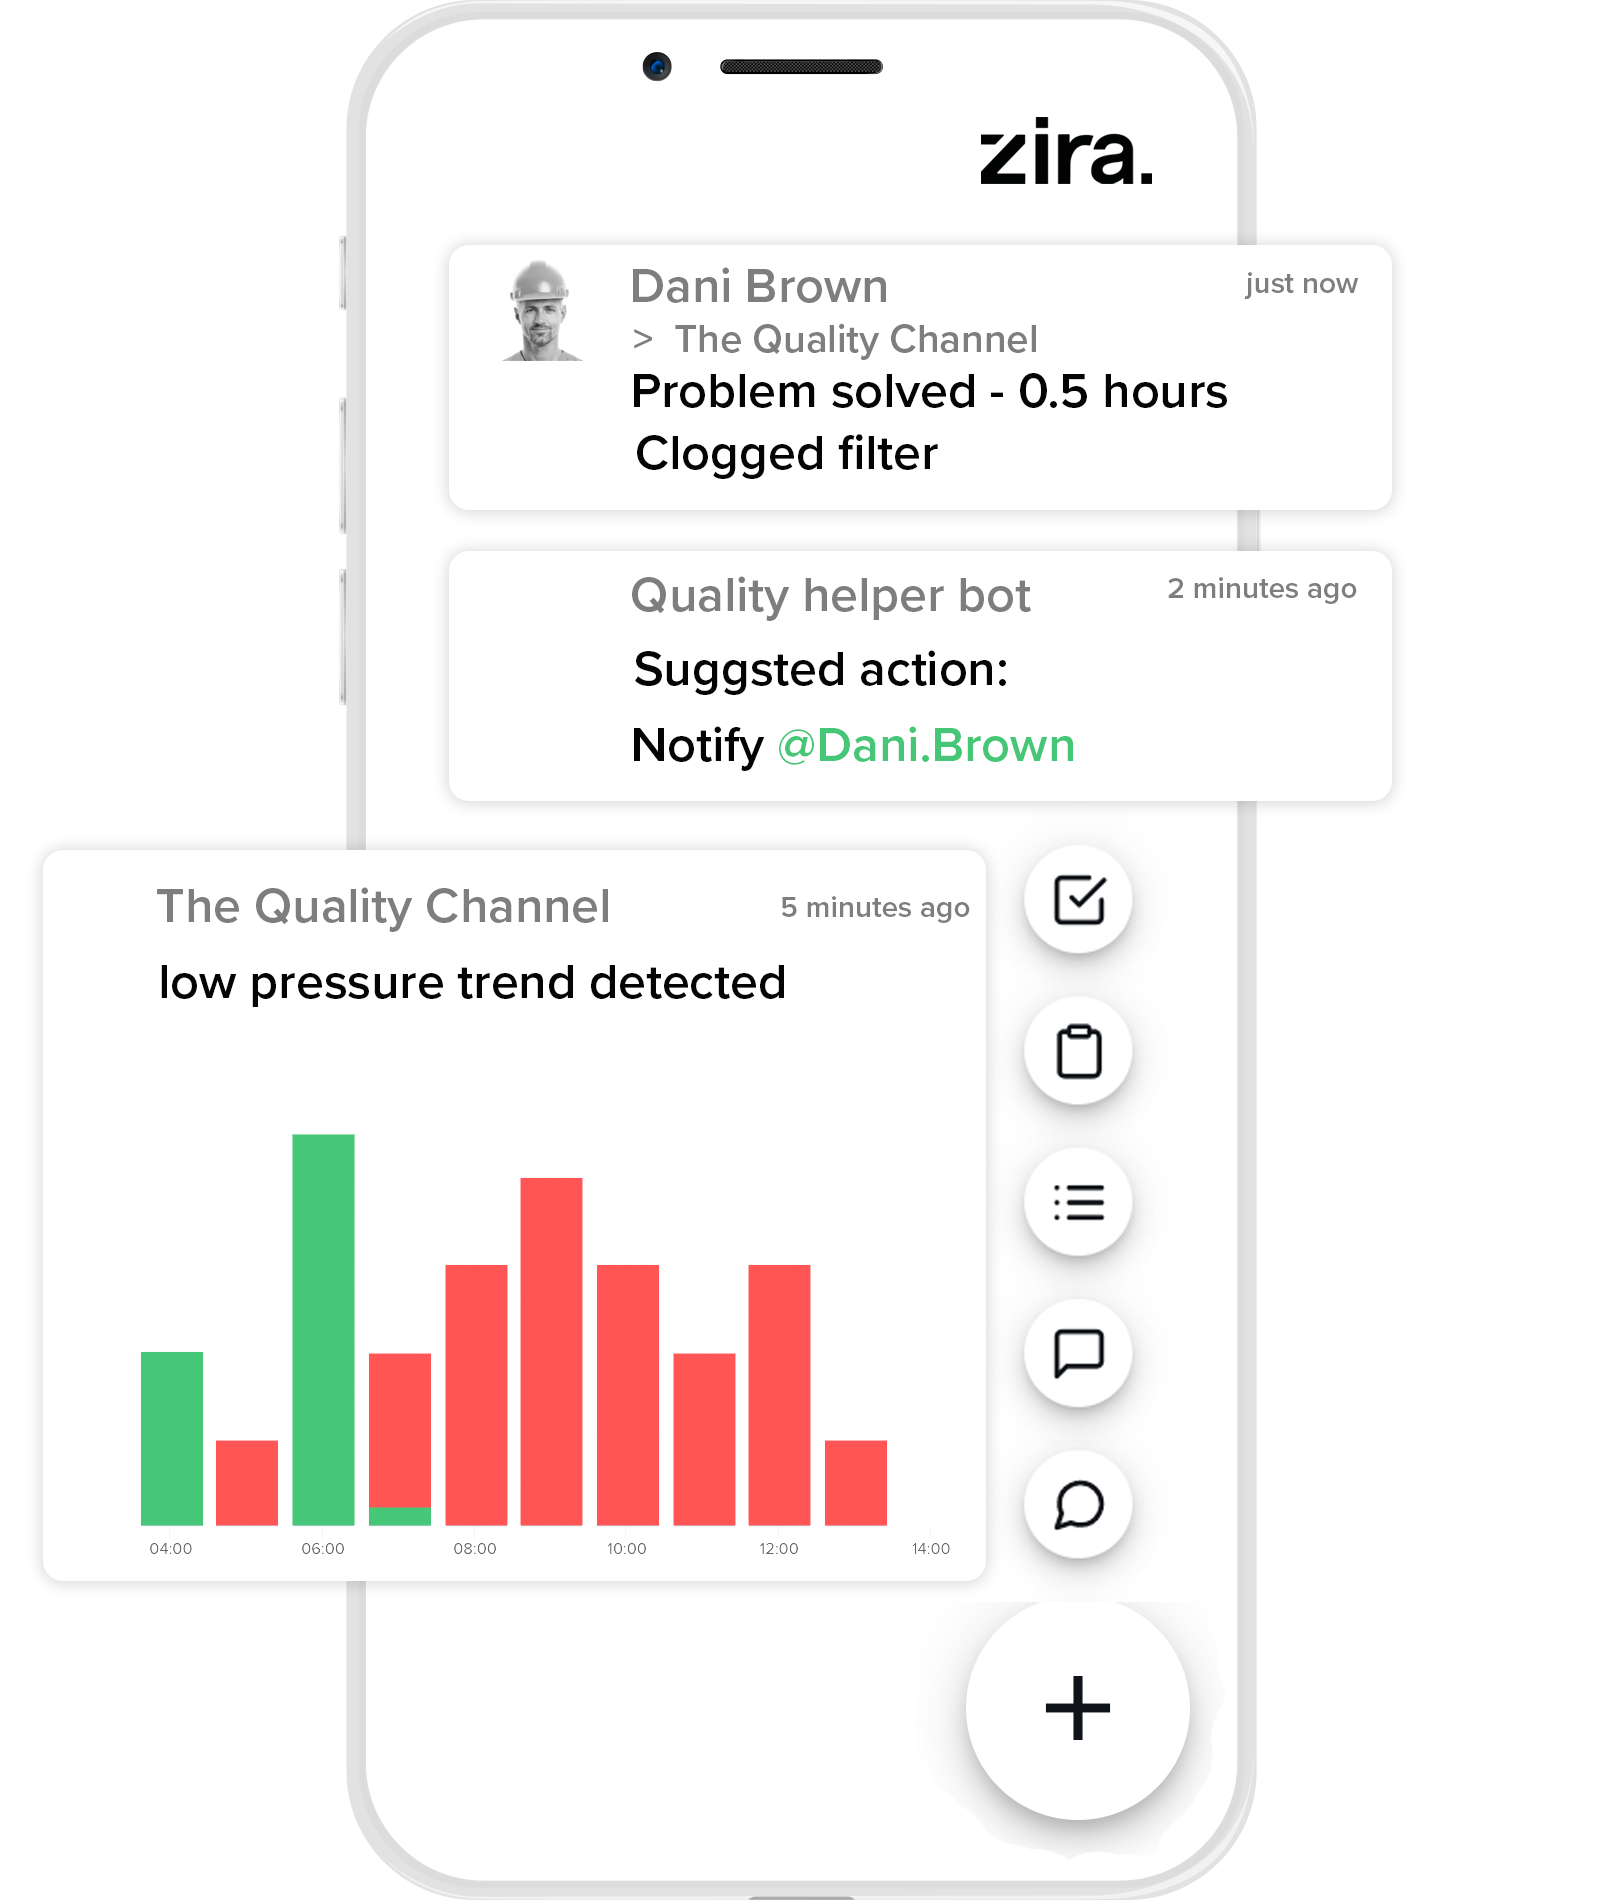 zira.
Dani Brown
just now
> The Quality Channel
Problem solved - 0.5 hours
Clogged filter
Quality helper bot
2 minutes ago
Suggsted action:
Notify @Dani.Brown
The Quality Channel
5 minutes ago
low pressure trend detected
04:00 06:00 08:00 10:00 12:00 14:00